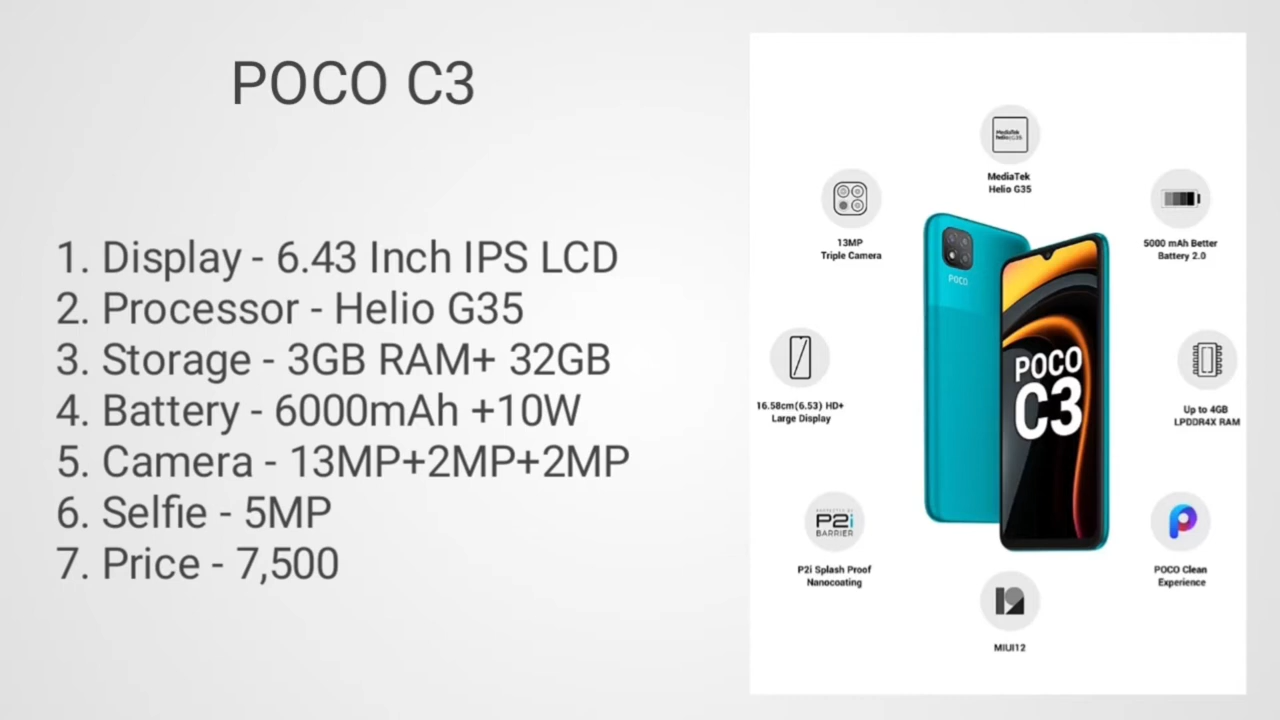 POCO C3
1. Display - 6.43 Inch IPS LCD
2. Processor - Helio G35
3. Storage - 3GB RAM+ 32GB
4. Battery - 6000mAh +10W
5. Camera - 13MP+2MP+2MP
6. Selfie - 5MP
7. Price - 7,500
MediaTek
Helio G35
13MP
Triple Camera
5000 mAh Better
Battery 2.0
POCO
POCO
C3
16.58cm(6.53) HD+
Large Display
Up to 4GB
LPDDR4X RAM
P2i
BARRIER
P2i Splash Proof
Nanocoating
POCO Clean
Experience
MIUI12